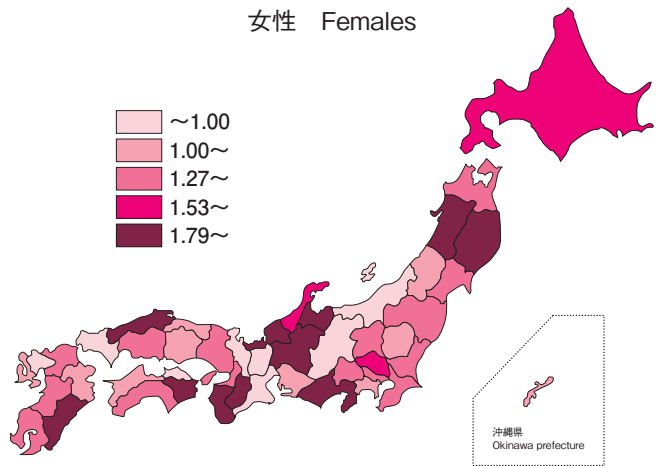 女性 Females
〜1.00
1.00〜
1.27〜
1.53〜
1.79〜
沖縄県
Okinawa prefecture